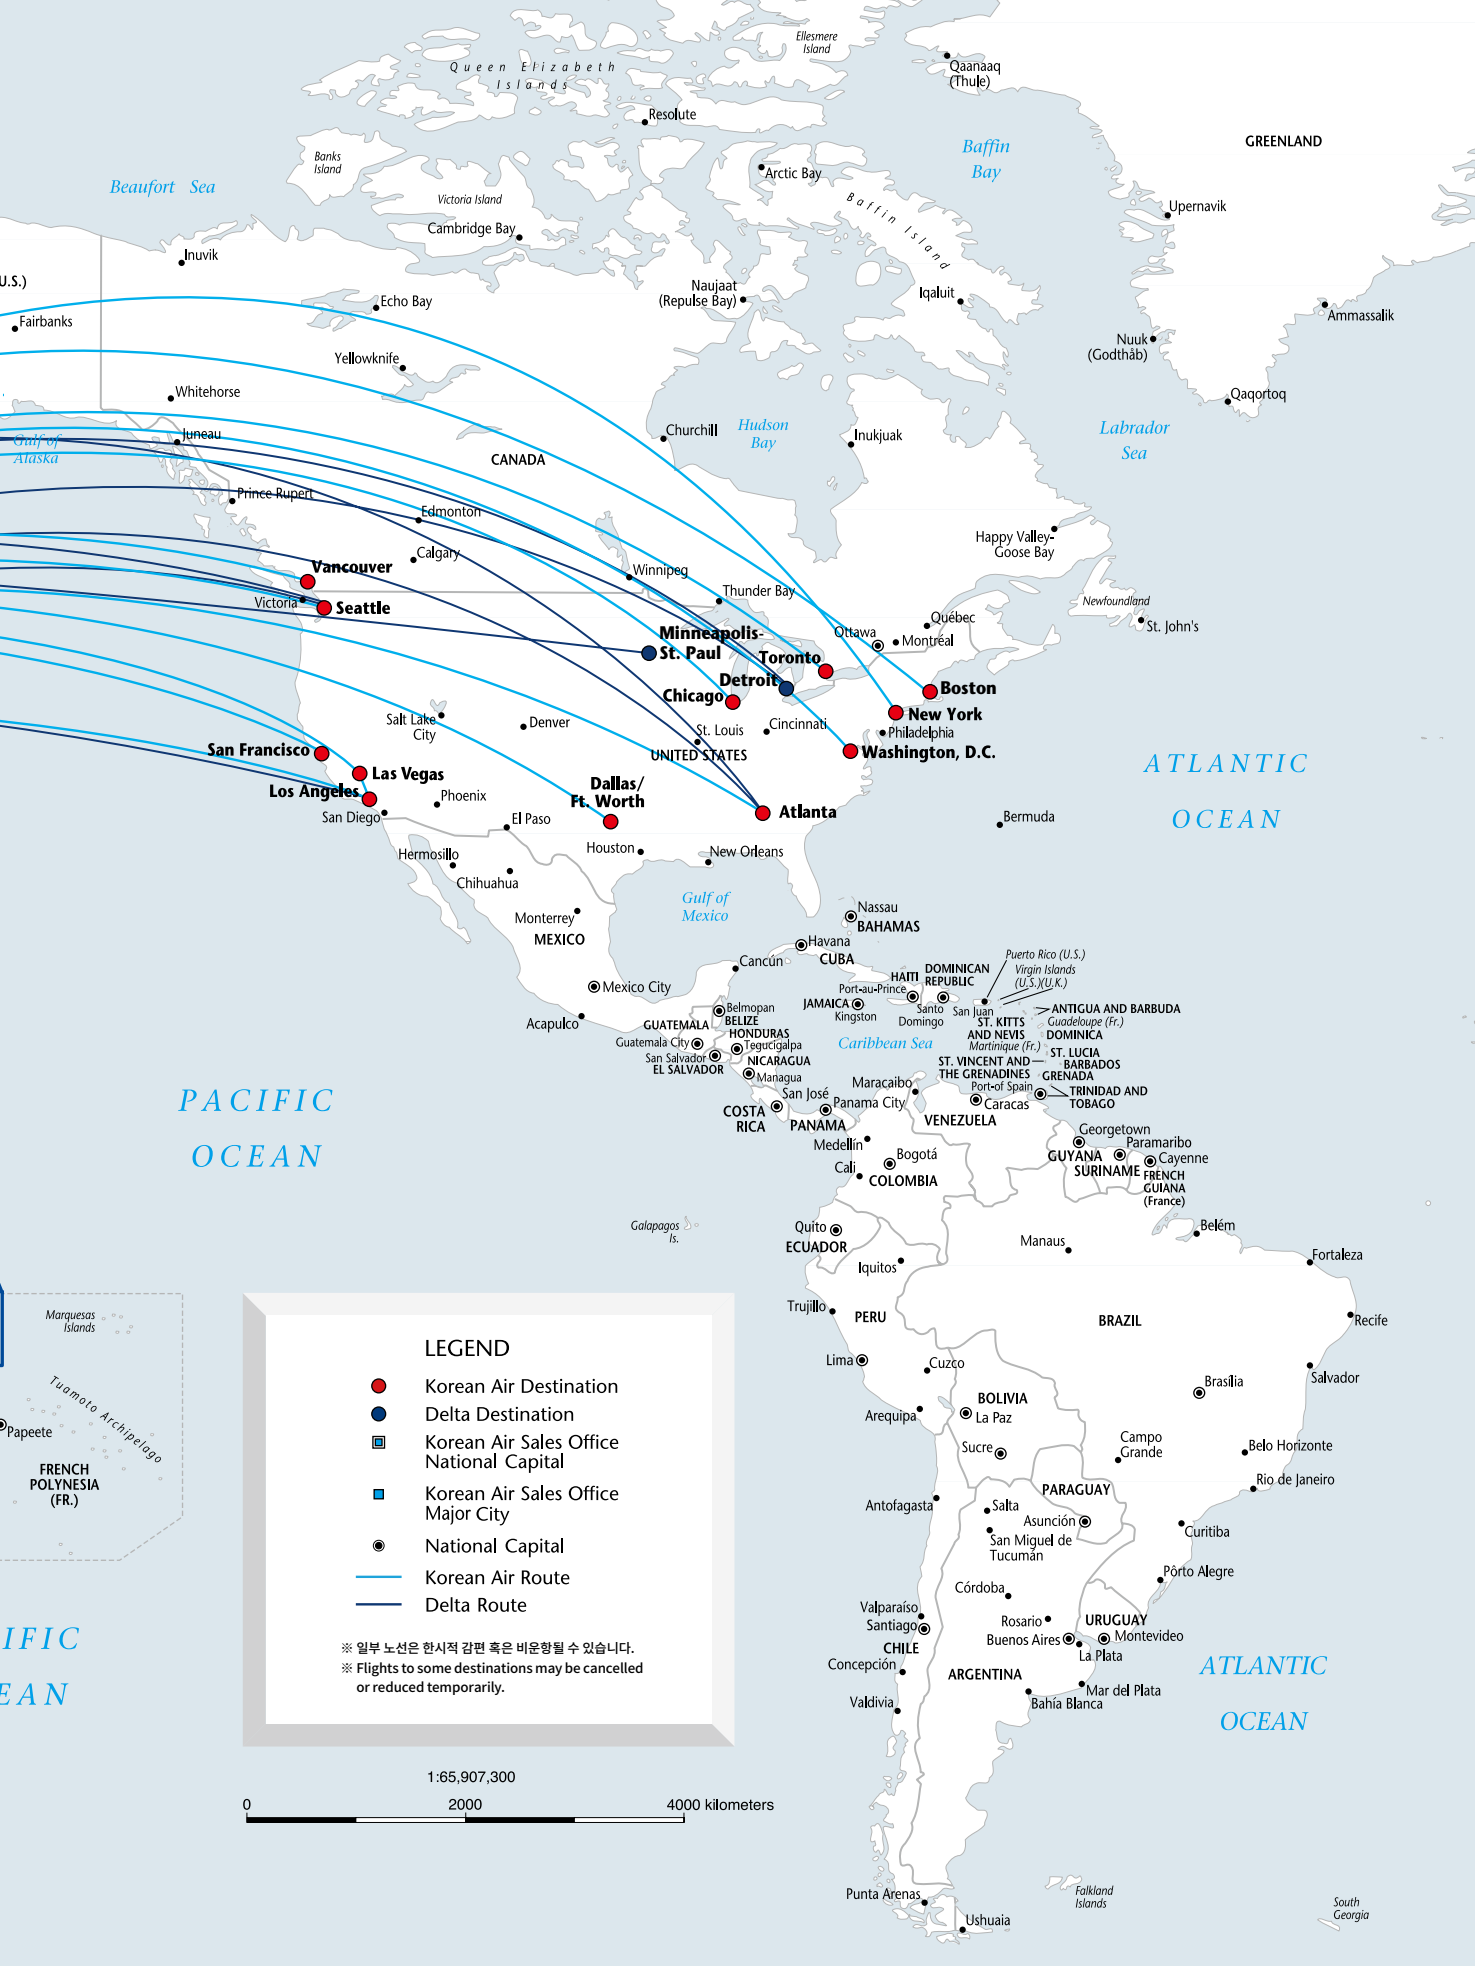 Ellesmere
Island
Queen Elizabeth
Islands
Qaanaaq
(Thule)
Resolute
GREENLAND
Baffin
Bay
Banks
Island
Arctic Bay
Beaufort Sea
Victoria Island
Baffin Island
Upernavik
Cambridge Bay
Inuvik
U.S.)
Naujaat
(Repulse Bay)
Iqaluit
Echo Bay
Fairbanks
Ammassalik
Nuuk
(Godthåb)
Yellowknife
Whitehorse
Qaqortoq
Juneau
Gulf of
Alaska
Churchill
Hudson
Bay
Inukjuak
Labrador
Sea
CANADA
Prince Rupert
Edmonton
Happy Valley-
Goose Bay
Calgary
Vancouver
Winnipeg
Thunder Bay
Victoria
Seattle
Newfoundland
St. John's
Québec
Ottawa
Montréal
Minneapolis-
St. Paul
Toronto
Detroit
Chicago
Boston
New York
Salt Lake
City
Denver
St. Louis
Cincinnati
Philadelphia
San Francisco
UNITED STATES
Washington, D.C.
ATLANTIC
OCEAN
Las Vegas
Los Angeles
Phoenix
Dallas/
Ft. Worth
Atlanta
San Diego
El Paso
Bermuda
Hermosillo
Houston
New Orleans
Chihuahua
Gulf of
Mexico
Monterrey
Nassau
BAHAMAS
MEXICO
Havana
CUBA
Cancún
Puerto Rico (U.S.)
Virgin Islands
(U.S.)(U.K.)
HAITI
DOMINICAN
REPUBLIC
Mexico City
Port-au-Prince
JAMAICA
Kingston
Santo
Domingo
San Juan
ANTIGUA AND BARBUDA
Guadeloupe (Fr.)
Belmopan
BELIZE
Acapulco
GUATEMALA
ST. KITTS
AND NEVIS
DOMINICA
HONDURAS
Guatemala City
Tegucigalpa
Caribbean Sea
Martinique (Fr.)
ST. LUCIA
San Salvador
EL SALVADOR
NICARAGUA
ST. VINCENT AND
THE GRENADINES
BARBADOS
GRENADA
Managua
Maracaibo
Port-of Spain
TRINIDAD AND
TOBAGO
San José
Panama City
Caracas
COSTA
RICA
PANAMA
VENEZUELA
PACIFIC
OCEAN
Georgetown
Medellín
Paramaribo
Bogotá
GUYANA
Cayenne
Cali
COLOMBIA
SURINAME
FRENCH
GUIANA
(France)
Galapagos
Is.
Quito
ECUADOR
Manaus
Belém
Iquitos
Fortaleza
Trujillo
PERU
BRAZIL
Recife
Marquesas
Islands
Lima
Cuzco
Salvador
Tuamoto Archipelago
Brasília
BOLIVIA
Arequipa
La Paz
Papeete
Campo
Grande
Sucre
Belo Horizonte
FRENCH
POLYNESIA
(FR.)
Rio de Janeiro
PARAGUAY
Antofagasta
Salta
Asunción
Curitiba
San Miguel de
Tucumán
Pôrto Alegre
Córdoba
Valparaíso
Santiago
Rosario
URUGUAY
Buenos Aires
Montevideo
CHILE
La Plata
Concepción
ARGENTINA
ATLANTIC
OCEAN
Mar del Plata
Valdivia
Bahía Blanca
IFIC
EAN
LEGEND
Korean Air Destination
Delta Destination
Korean Air Sales Office
National Capital
Korean Air Sales Office
Major City
National Capital
Korean Air Route
Delta Route
※ 일부 노선은 한시적 감편 혹은 비운항될 수 있습니다.
※ Flights to some destinations may be cancelled
or reduced temporarily.
1:65,907,300
0 2000 4000 kilometers
Punta Arenas
Falkland
Islands
Ushuaia
South
Georgia